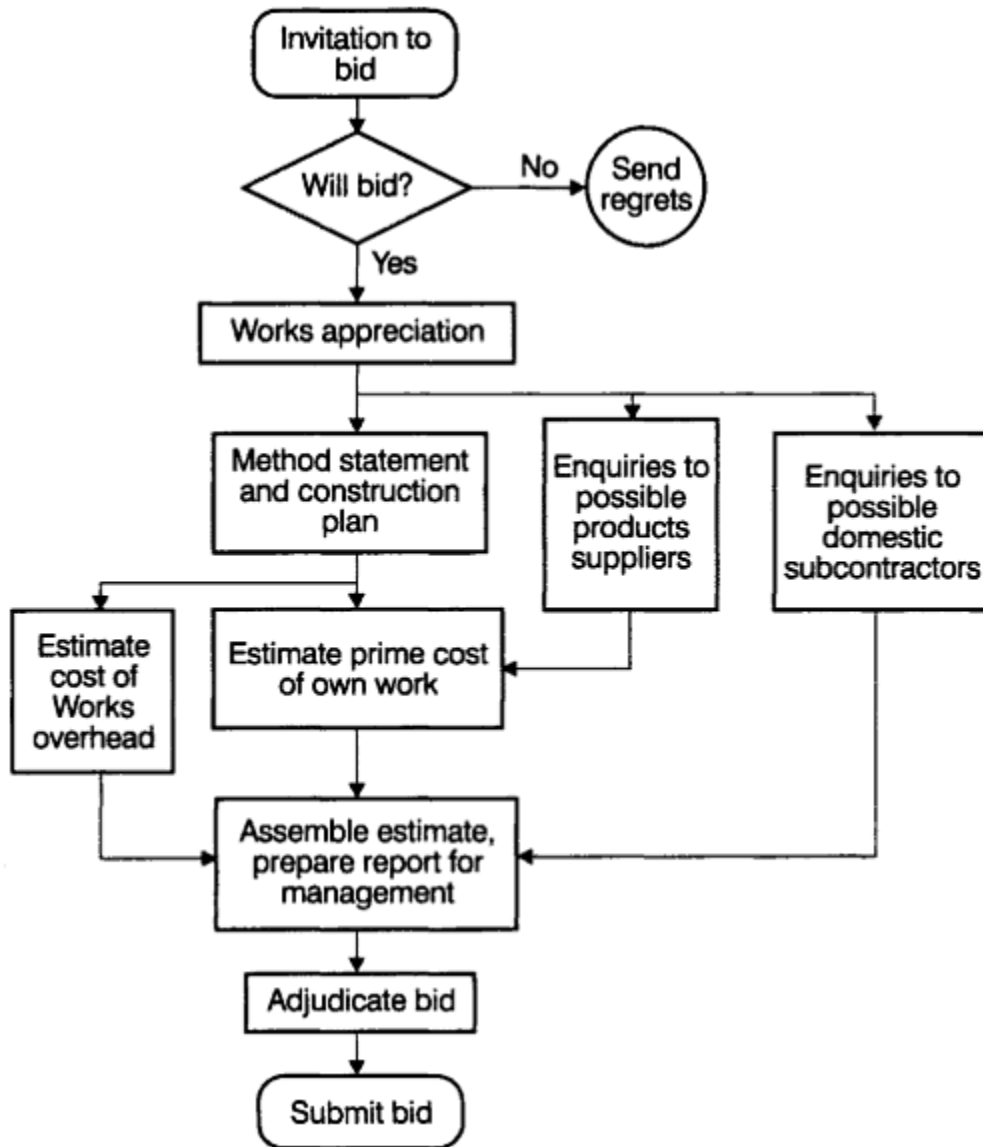 Invitation to
bid
Will bid?
No
Send
regrets
Yes
Works appreciation
Method statement
and construction
plan
Enquiries to
possible
products
suppliers
Enquiries to
possible
domestic
subcontractors
Estimate
cost of
Works
overhead
Estimate prime cost
of own work
Assemble estimate,
prepare report for
management
Adjudicate bid
Submit bid